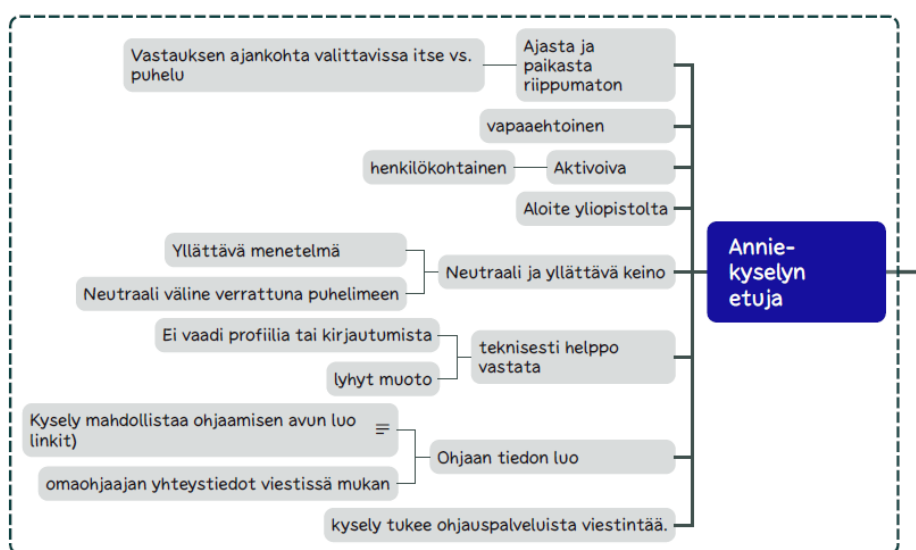 Vastauksen ajankohta valittavissa itse vs.
puhelu
Ajasta ja
paikasta
riippumaton
vapaaehtoinen
henkilökohtainen
Aktivoiva
Aloite yliopistolta
Annie-
kyselyn
etuja
Yllättävä menetelmä
Neutraali väline verrattuna puhelimeen
Neutraali ja yllättävä keino
Ei vaadi profiilia tai kirjautumista
lyhyt muoto
teknisesti helppo
vastata
Kysely mahdollistaa ohjaamisen avun luo
linkit)
omaohjaajan yhteystiedot viestissä mukan
Ohjaan tiedon luo
kysely tukee ohjauspalveluista viestintää.